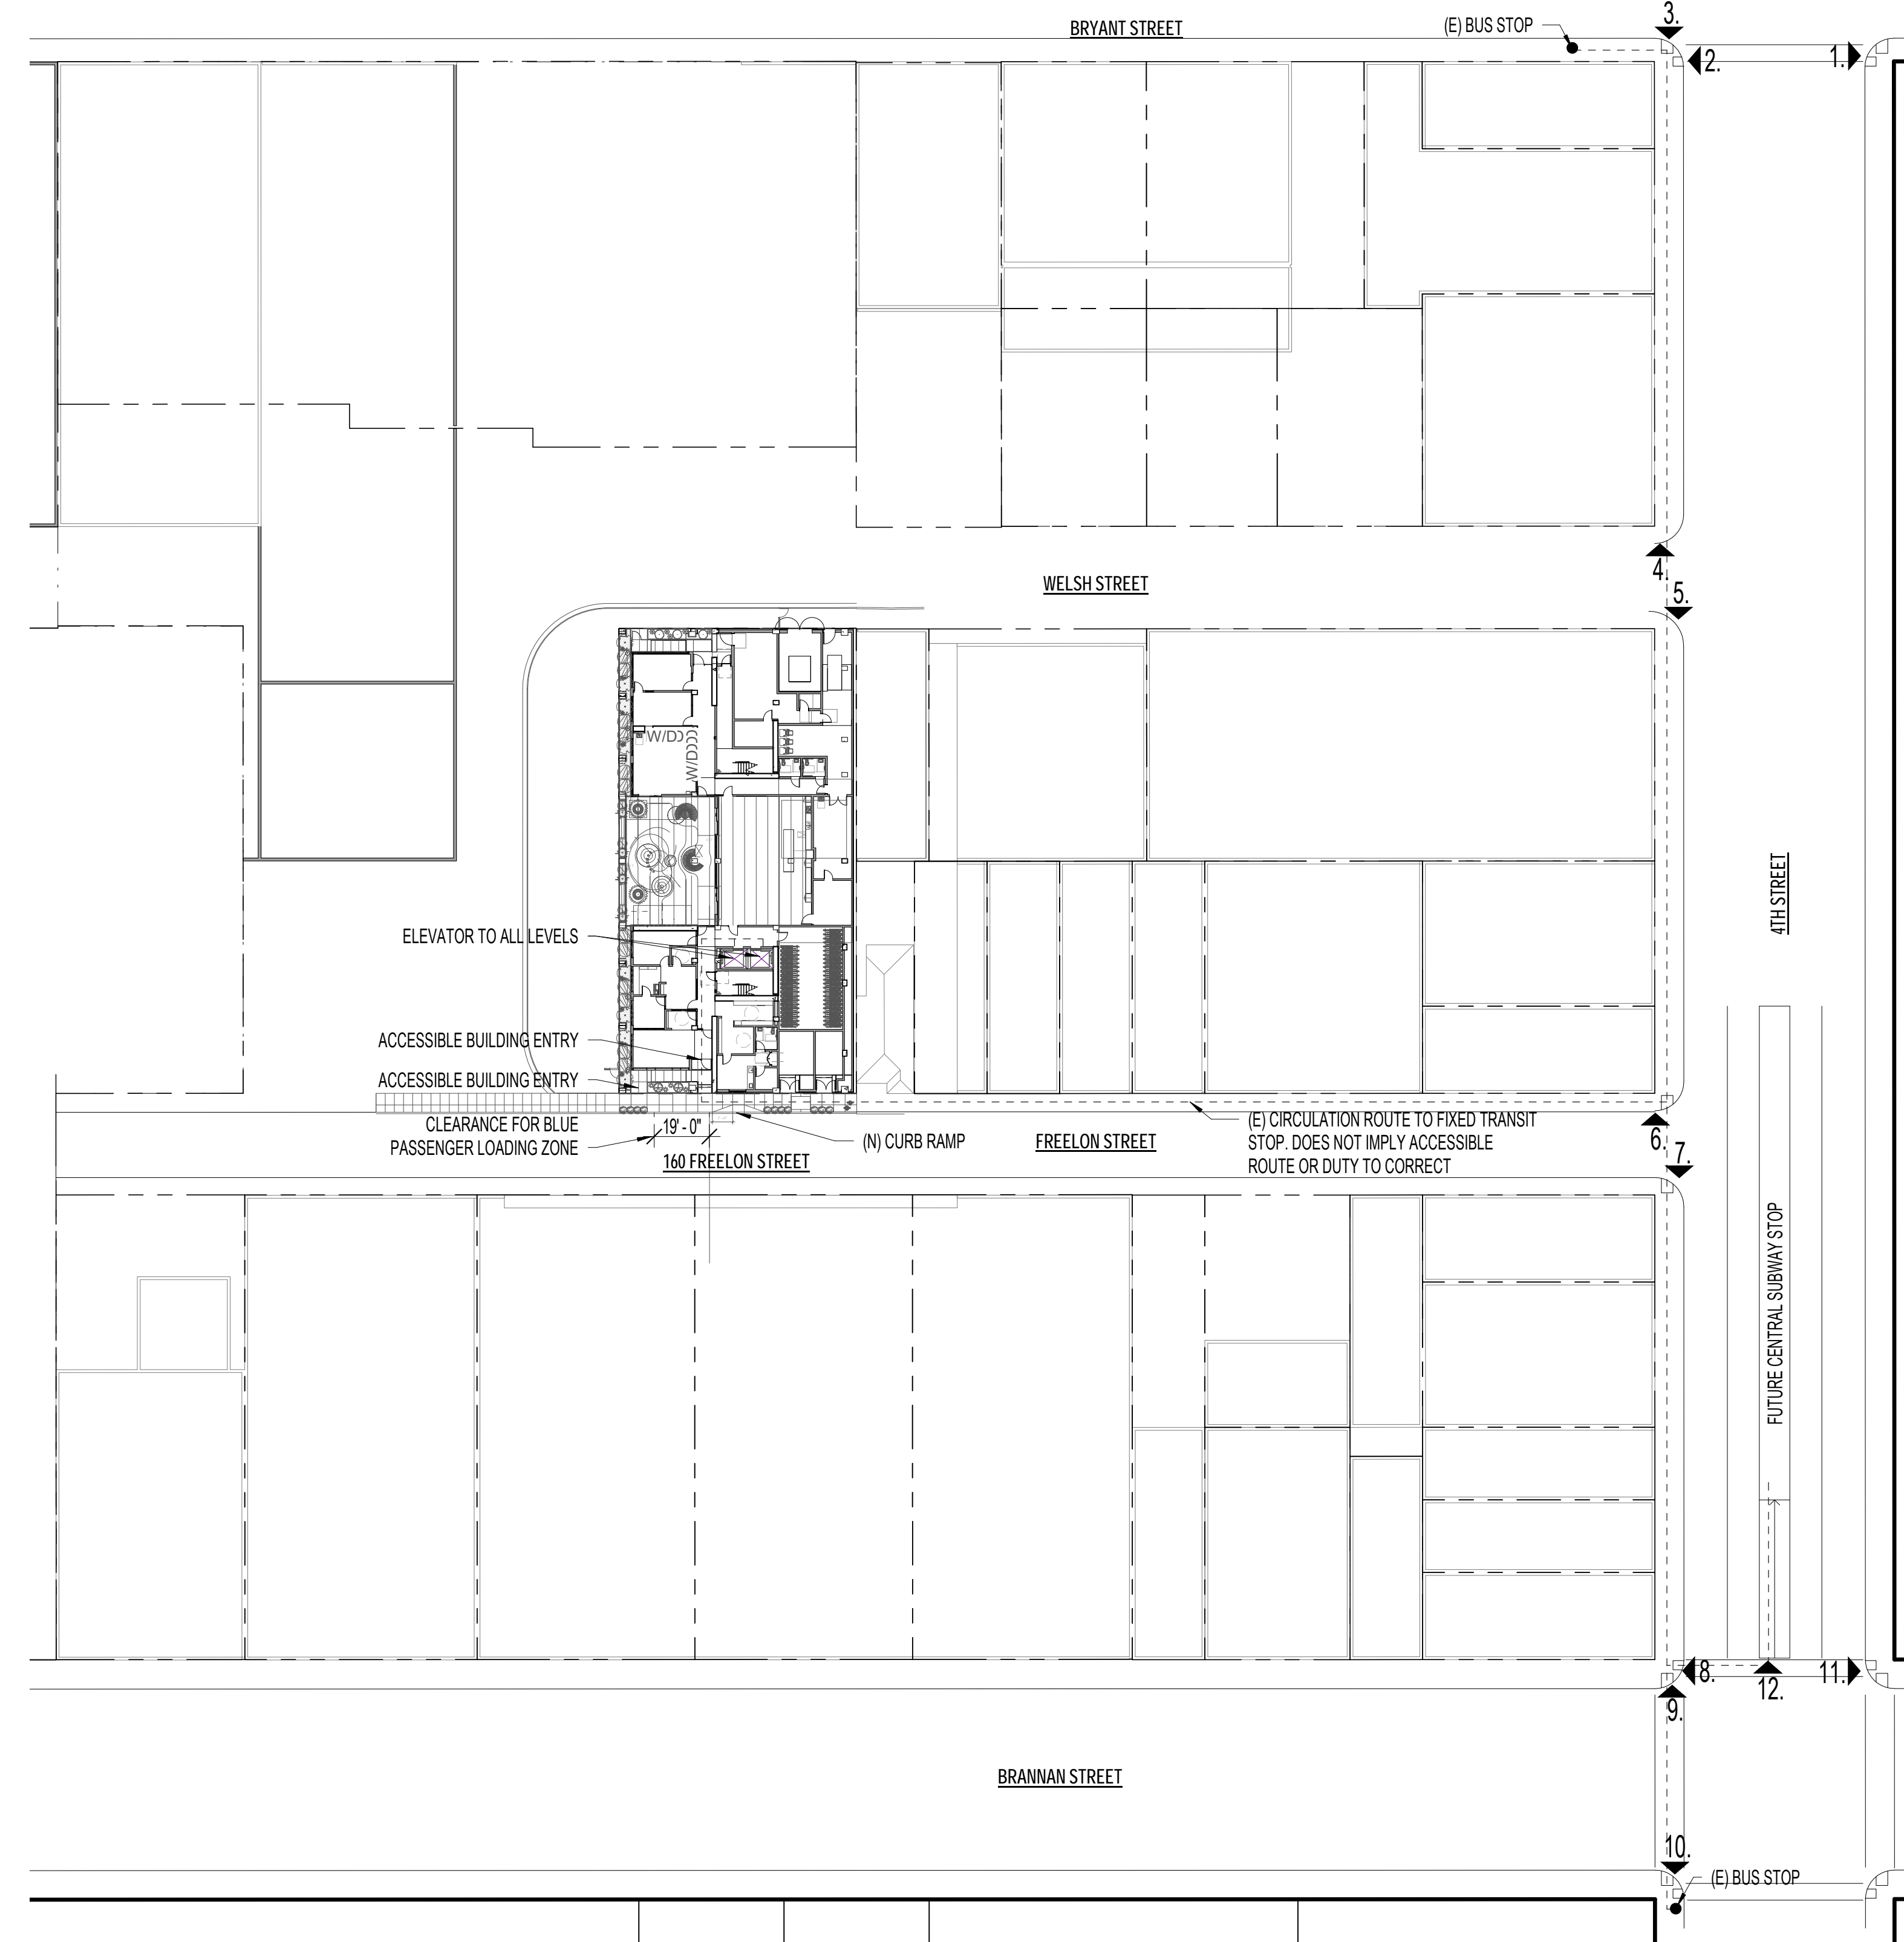 BRYANT STREET
(E) BUS STOP
3.
2.
1.
4.
WELSH STREET
5.
W/D
W/D
4TH STREET
ELEVATOR TO ALL LEVELS
ACCESSIBLE BUILDING ENTRY
ACCESSIBLE BUILDING ENTRY
CLEARANCE FOR BLUE
PASSENGER LOADING ZONE
19' - 0"
160 FREELON STREET
(N) CURB RAMP
FREELON STREET
(E) CIRCULATION ROUTE TO FIXED TRANSIT
STOP. DOES NOT IMPLY ACCESSIBLE
ROUTE OR DUTY TO CORRECT
6.
7.
FUTURE CENTRAL SUBWAY STOP
8.
9.
12.
11.
BRANNAN STREET
10.
(E) BUS STOP